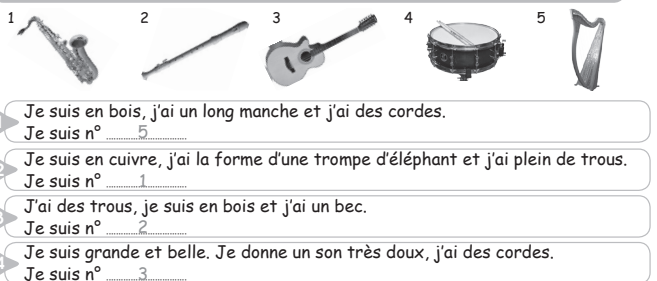 1 2 3 4 5
Je suis en bois, j'ai un long manche et j'ai des cordes.
Je suis n° 5
Je suis en cuivre, j'ai la forme d'une trompe d'éléphant et j'ai plein de trous.
Je suis n° 1
J'ai des trous, je suis en bois et j'ai un bec.
Je suis n° 2
Je suis grande et belle. Je donne un son très doux, j'ai des cordes.
Je suis n° 3